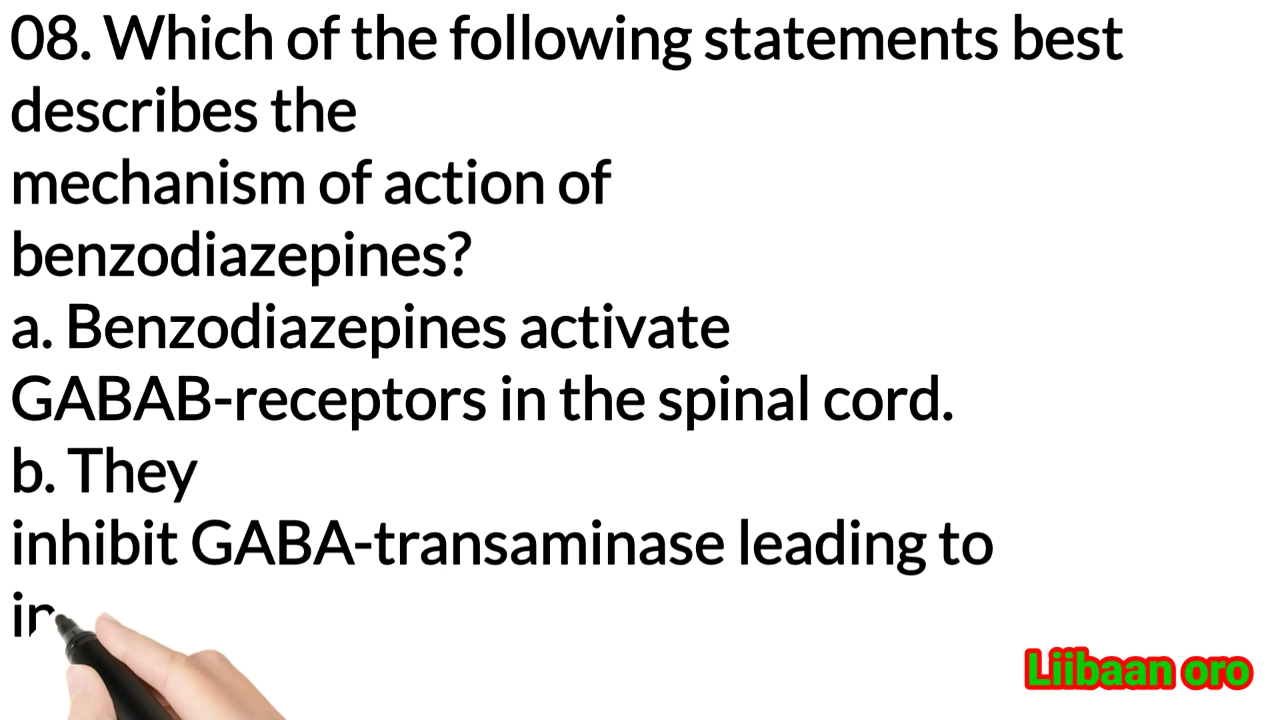 08. Which of the following statements best
describes the
mechanism of action of
benzodiazepines?
a. Benzodiazepines activate
GABAB-receptors in the spinal cord.
b. They
inhibit GABA-transaminase leading to
Liibaan oro